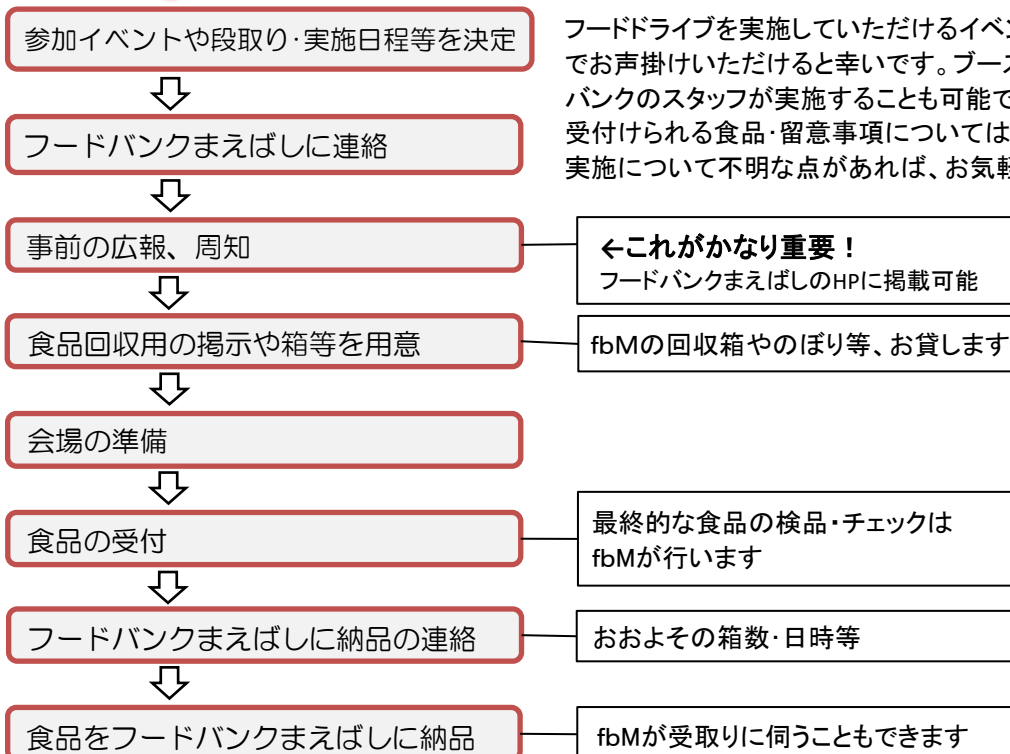 参加イベントや段取り・実施日程等を決定
フードドライブを実施していただけるイベ
でお声掛けいただけると幸いです。ブー
バンクのスタッフが実施することも可能で
受付けられる食品・留意事項については
実施について不明な点があれば、お気軽
フードバンクまえばしに連絡
事前の広報、周知
←これがかなり重要！
フードバンクまえばしのHPに掲載可能
食品回収用の掲示や箱等を用意
fbMの回収箱やのぼり等、お貸します
会場の準備
食品の受付
最終的な食品の検品・チェックは
fbMが行います
フードバンクまえばしに納品の連絡
おおよその箱数・日時等
食品をフードバンクまえばしに納品
fbMが受取りに伺うこともできます